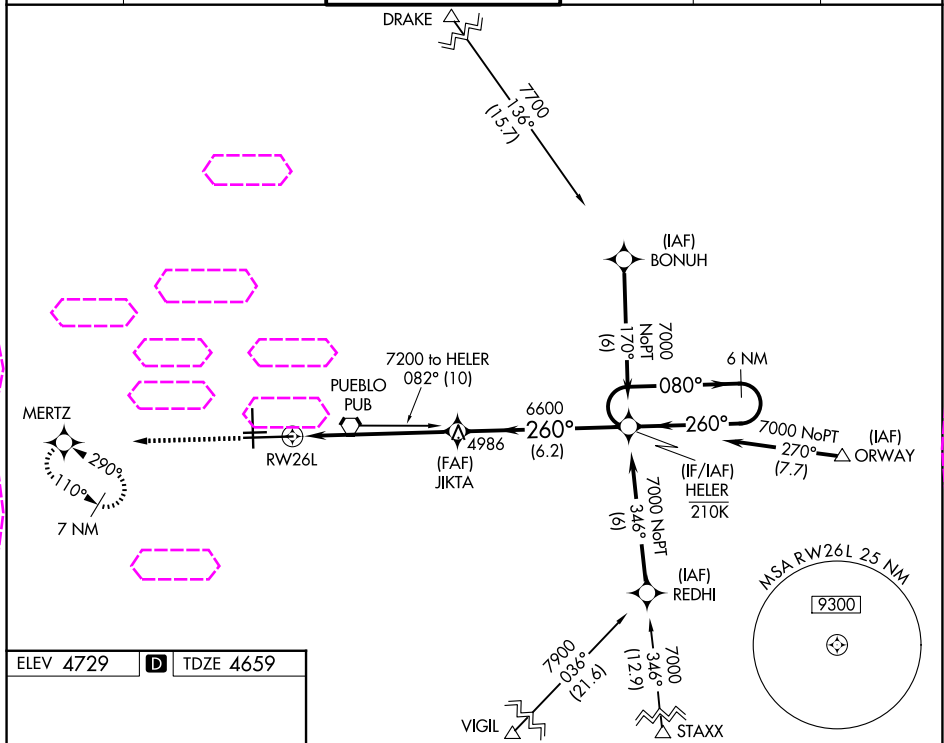 DRAKE
7700
136°
(15.7)
(IAF)
BONUH
7000
NoPT
170°
(6)
6 NM
080°
7200 to HELER
082° (10)
PUEBLO
PUB
6600
260°
(6.2)
260°
7000 NoPT
270°
(7.7)
(IAF)
ORWAY
MERTZ
RW26L
4986
(FAF)
JIKTA
(IF/IAF)
HELER
210K
290°
110°
7 NM
7000 NoPT
346°
(6)
(IAF)
REDHI
MSA RW26L 25 NM
9300
ELEV 4729
D
TDZE 4659
7900
036°
(21.6)
7000
346°
(12.9)
VIGIL
STAXX